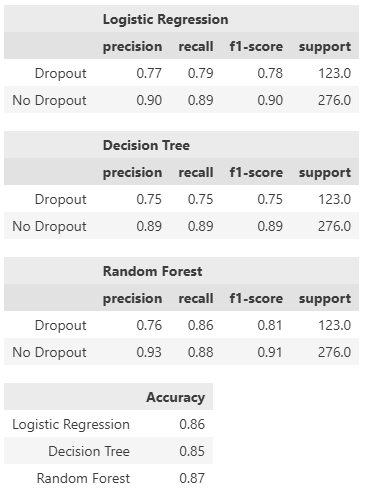 Logistic Regression
precision recall f1-score support
Dropout 0.77 0.79 0.78 123.0
No Dropout 0.90 0.89 0.90 276.0
Decision Tree
precision recall f1-score support
Dropout 0.75 0.75 0.75 123.0
No Dropout 0.89 0.89 0.89 276.0
Random Forest
precision recall f1-score support
Dropout 0.76 0.86 0.81 123.0
No Dropout 0.93 0.88 0.91 276.0
Accuracy
Logistic Regression 0.86
Decision Tree 0.85
Random Forest 0.87